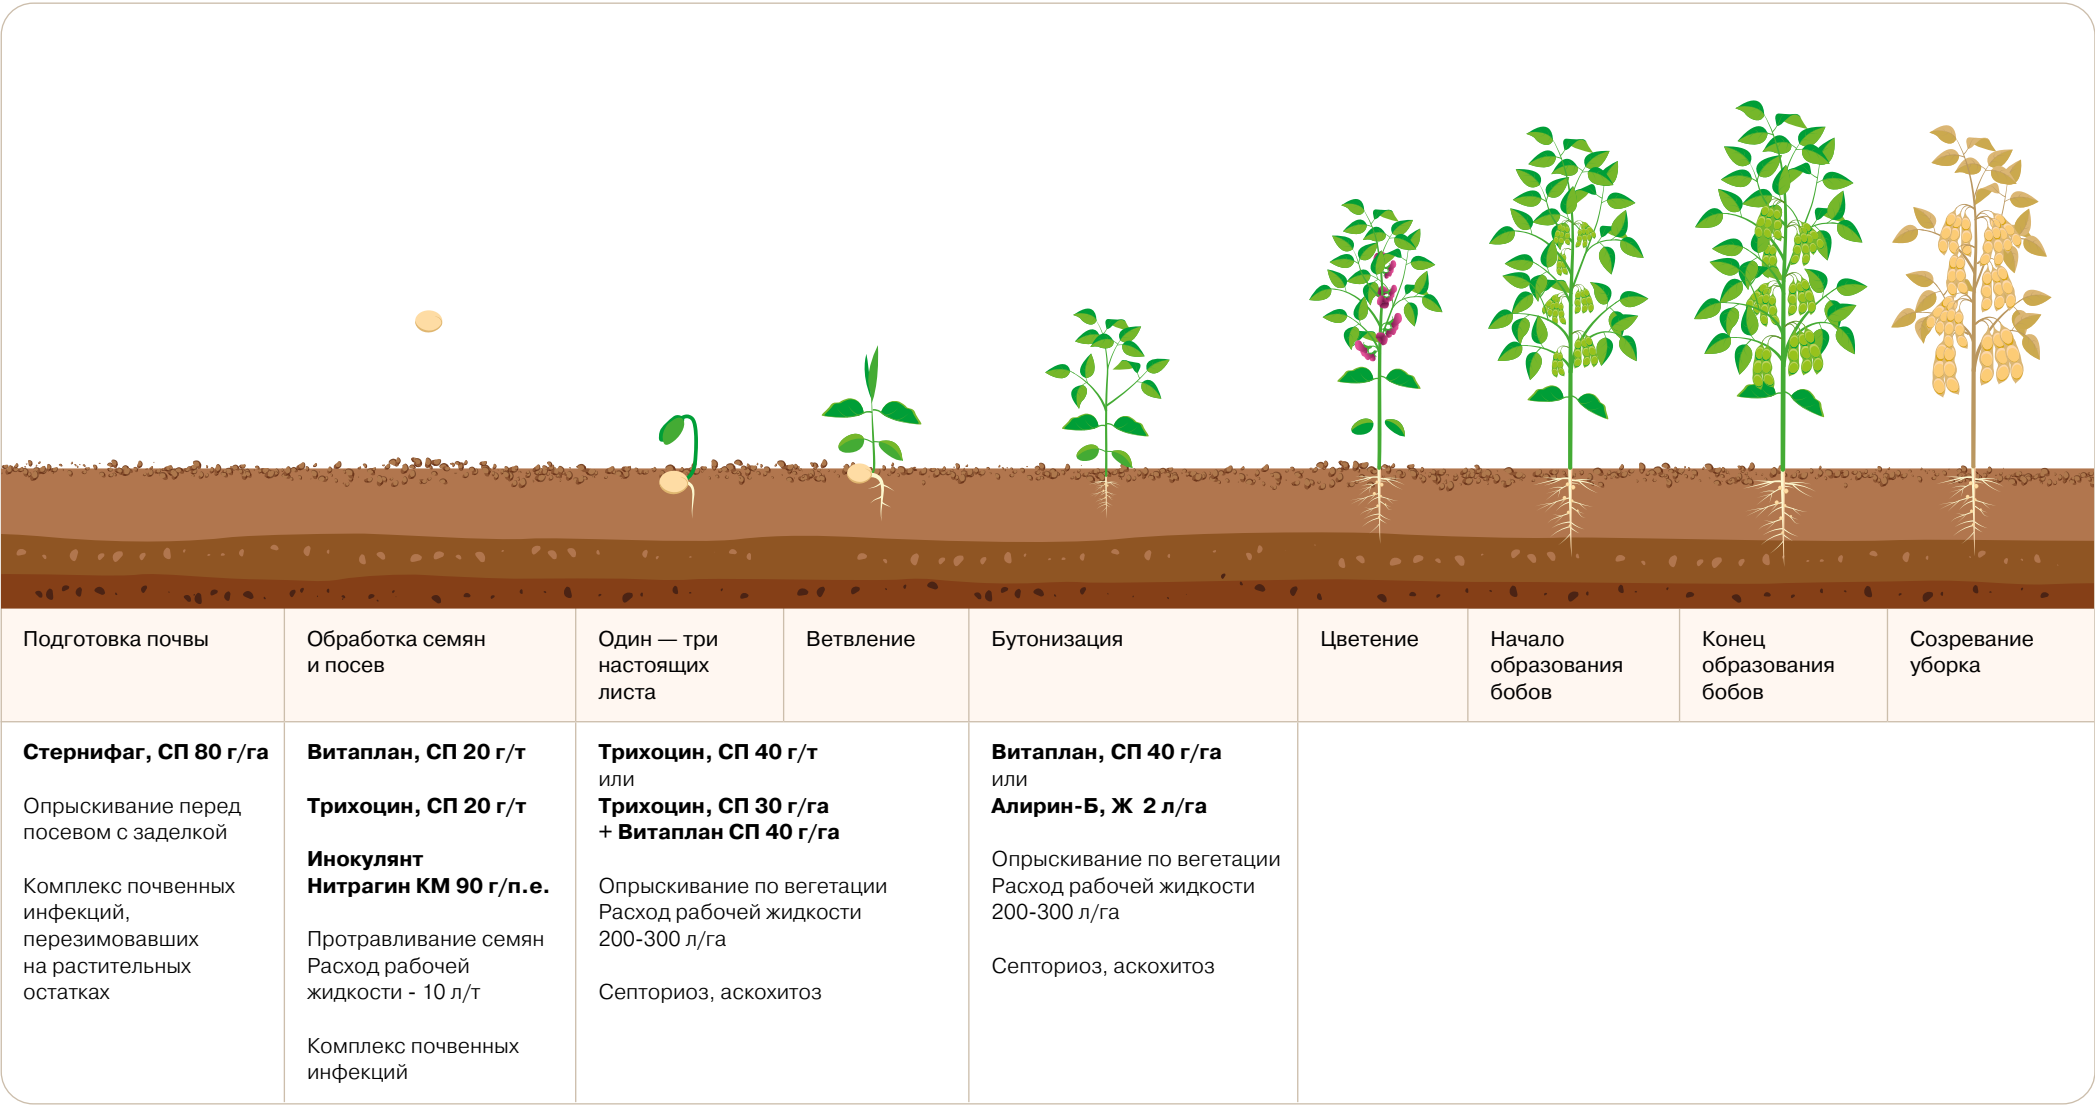 Подготовка почвы
Обработка семян
и посев
Один — три
настоящих
листа
Ветвление
Бутонизация
Цветение
Начало
образования
бобов
Конец
образования
бобов
Созревание
уборка
Стернифаг, СП 80 г/га
Опрыскивание перед
посевом с заделкой
Комплекс почвенных
инфекций,
перезимовавших
на растительных
остатках
Витаплан, СП 20 г/т
Трихоцин, СП 20 г/т
Инокулянт
Нитрагин КМ 90 г/п.е.
Протравливание семян
Расход рабочей
жидкости - 10 л/т
Комплекс почвенных
инфекций
Трихоцин, СП 40 г/т
или
Трихоцин, СП 30 г/га
+ Витаплан СП 40 г/га
Опрыскивание по вегетации
Расход рабочей жидкости
200-300 л/га
Септориоз, аскохитоз
Витаплан, СП 40 г/га
или
Алирин-Б, Ж 2 л/га
Опрыскивание по вегетации
Расход рабочей жидкости
200-300 л/га
Септориоз, аскохитоз